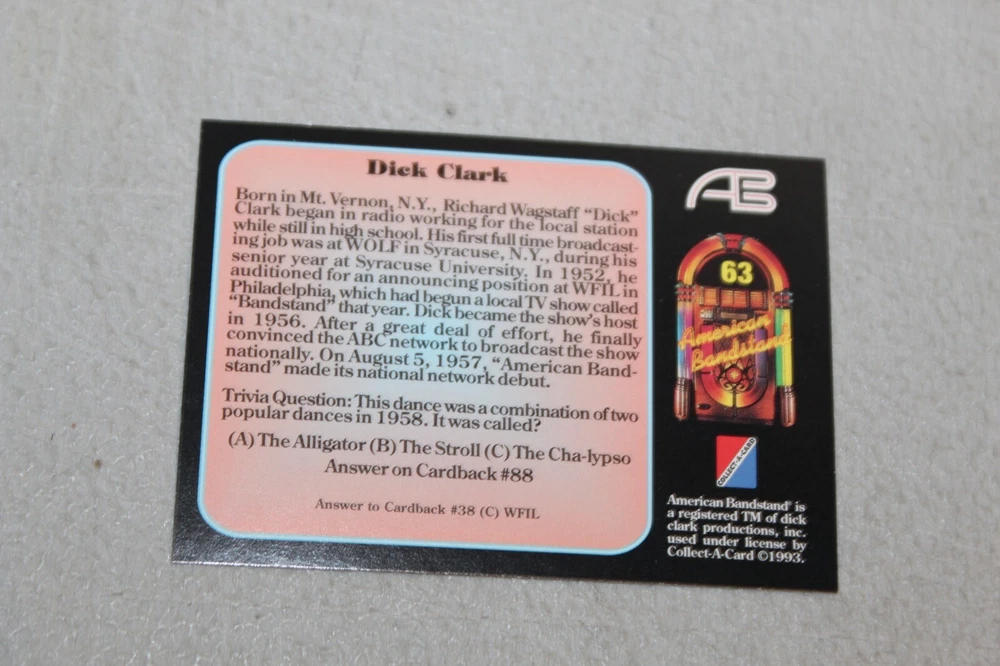 Dick Clark
Born in Mt. Vernon, N.Y., Richard Wagstaff “Dick”
Clark began in radio working for the local station
while still in high school. His first full time broadcast-
ing job was at WOLF in Syracuse, N.Y., during his
senior year at Syracuse University. In 1952, he
auditioned for an announcing position at WFIL in
Philadelphia, which had begun a local TV show called
“Bandstand” that year. Dick became the show's host
in 1956. After a great deal of effort, he finally
convinced the ABC network to broadcast the show
nationally. On August 5, 1957, “American Band-
stand” made its national network debut.
Trivia Question: This dance was a combination of two
popular dances in 1958. It was called?
(A) The Alligator (B) The Stroll (C) The Cha-lypso
Answer on Cardback #88
Answer to Cardback #38 (C) WFIL
AB
63
American
Bandstand
COLLECT-A-CARD
American Bandstand® is
a registered TM of dick
clark productions, inc.
used under license by
Collect-A-Card ©1993.